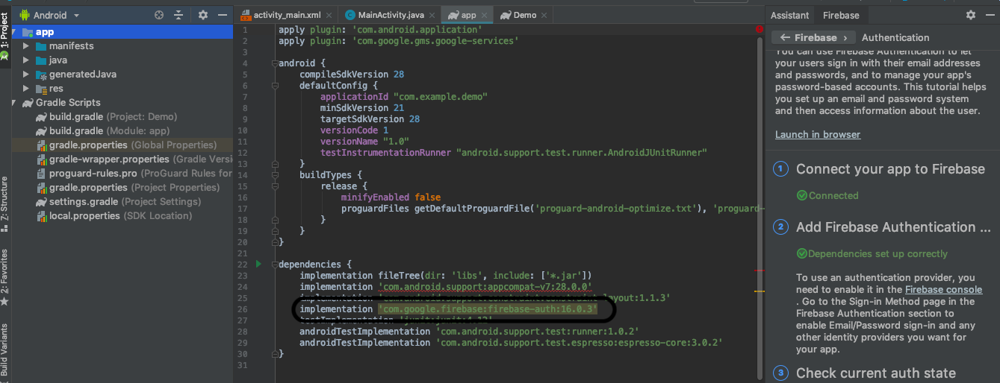 Android
activity_main.xml
MainActivity.java
app
Demo
Assistant
Firebase
1: Project
Z: Structure
2: Favorites
Build Variants
app
manifests
java
generatedJava
res
Gradle Scripts
build.gradle (Project: Demo)
build.gradle (Module: app)
gradle.properties (Global Properties)
gradle-wrapper.properties (Gradle Versi
proguard-rules.pro (ProGuard Rules for
gradle.properties (Project Properties)
settings.gradle (Project Settings)
local.properties (SDK Location)
1 apply plugin: 'com.android.application'
2 apply plugin: 'com.google.gms.google-services'
3
4 android {
5 compileSdkVersion 28
6 defaultConfig {
7 applicationId "com.example.demo"
8 minSdkVersion 21
9 targetSdkVersion 28
10 versionCode 1
11 versionName "1.0"
12 testInstrumentationRunner "android.support.test.runner.AndroidJUnitRunner"
13 }
14 buildTypes {
15 release {
16 minifyEnabled false
17 proguardFiles getDefaultProguardFile('proguard-android-optimize.txt'), 'proguard-
18 }
19 }
20 }
21
22 dependencies {
23 implementation fileTree(dir: 'libs', include: ['*.jar'])
24 implementation 'com.android.support:appcompat-v7:28.0.0'
25 implementation 'com.android.support.constraint:constraint-layout:1.1.3'
26 implementation 'com.google.firebase:firebase-auth:16.0.3'
27 testImplementation 'junit:junit:4.12'
28 androidTestImplementation 'com.android.support.test:runner:1.0.2'
29 androidTestImplementation 'com.android.support.test.espresso:espresso-core:3.0.2'
30 }
31
← Firebase ›
Authentication
You can use Firebase Authentication to let
your users sign in with their email addresses
and passwords, and to manage your app's
password-based accounts. This tutorial helps
you set up an email and password system
and then access information about the user.
Launch in browser
1 Connect your app to Firebase
Connected
2 Add Firebase Authentication ...
Dependencies set up correctly
To use an authentication provider, you
need to enable it in the Firebase console
. Go to the Sign-in Method page in the
Firebase Authentication section to
enable Email/Password sign-in and any
other identity providers you want for
your app.
3 Check current auth state